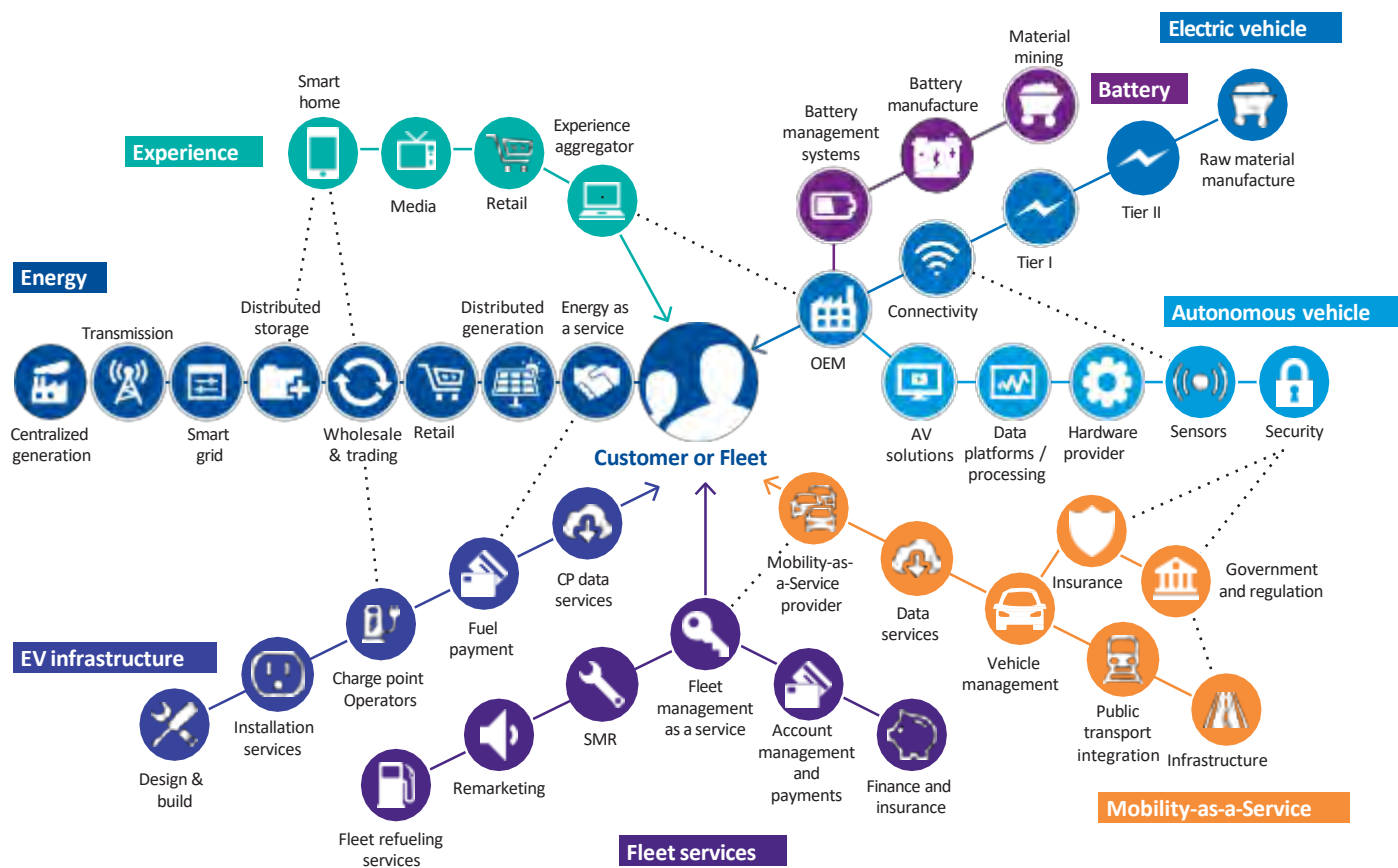 Electric vehicle
Material
mining
Battery
Battery
manufacture
Battery
management
systems
Raw material
manufacture
Tier II
Tier I
Connectivity
OEM
Smart
home
Experience
aggregator
Experience
Media
Retail
Energy
Transmission
Distributed
storage
Distributed
generation
Energy as
a service
Centralized
generation
Smart
grid
Wholesale
& trading
Retail
Customer or Fleet
Autonomous vehicle
AV
solutions
Data
platforms /
processing
Hardware
provider
Sensors
Security
CP data
services
Fuel
payment
Charge point
Operators
Installation
services
Design &
build
EV infrastructure
Mobility-as-
a-Service
provider
Data
services
Vehicle
management
Insurance
Government
and regulation
Public
transport
integration
Infrastructure
Mobility-as-a-Service
Fleet
management
as a service
SMR
Remarketing
Fleet refueling
services
Account
management
and
payments
Finance and
insurance
Fleet services